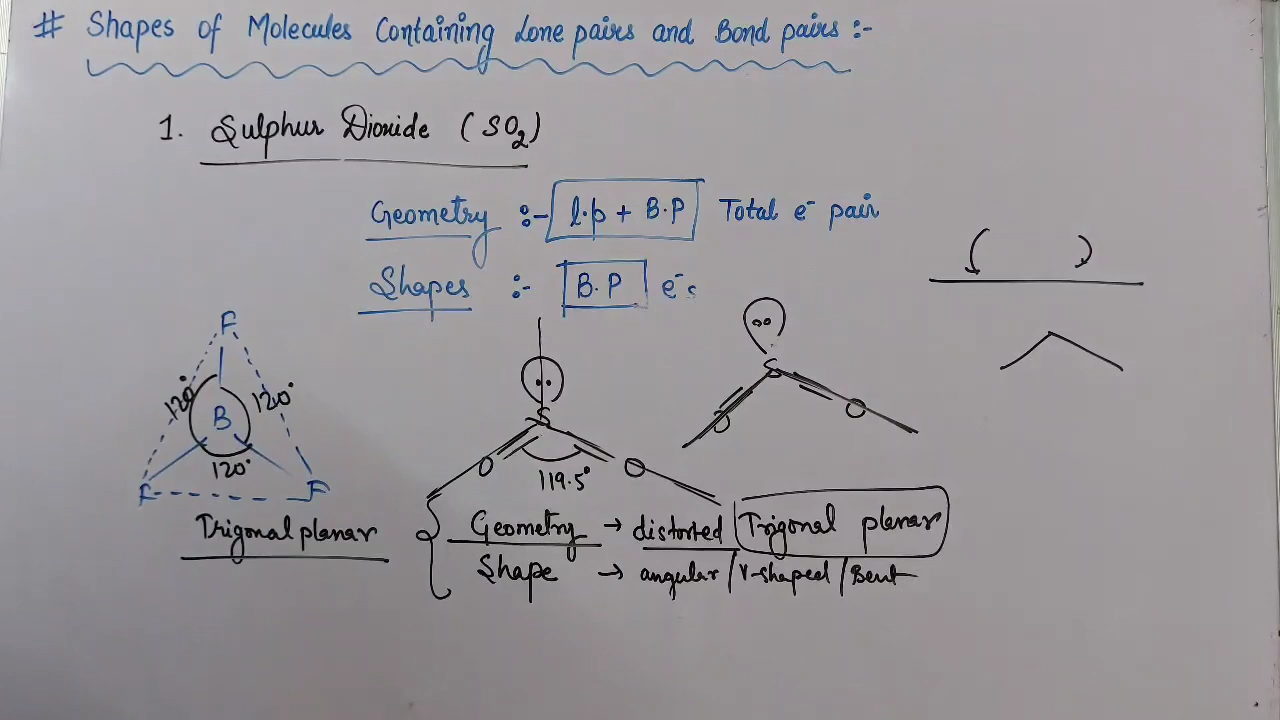 # Shapes of Molecules Containing Lone pairs and Bond pairs :-
1. Sulphur Dioxide (SO2)
Geometry :- l.p + B.P Total e- pair
Shapes :- B.P e-s
F
120° 120°
B
120°
F F
Trigonal planar
S
O O
119.5°
S
O O
Geometry → distorted Trigonal planar
Shape → angular / V-shaped / Bent